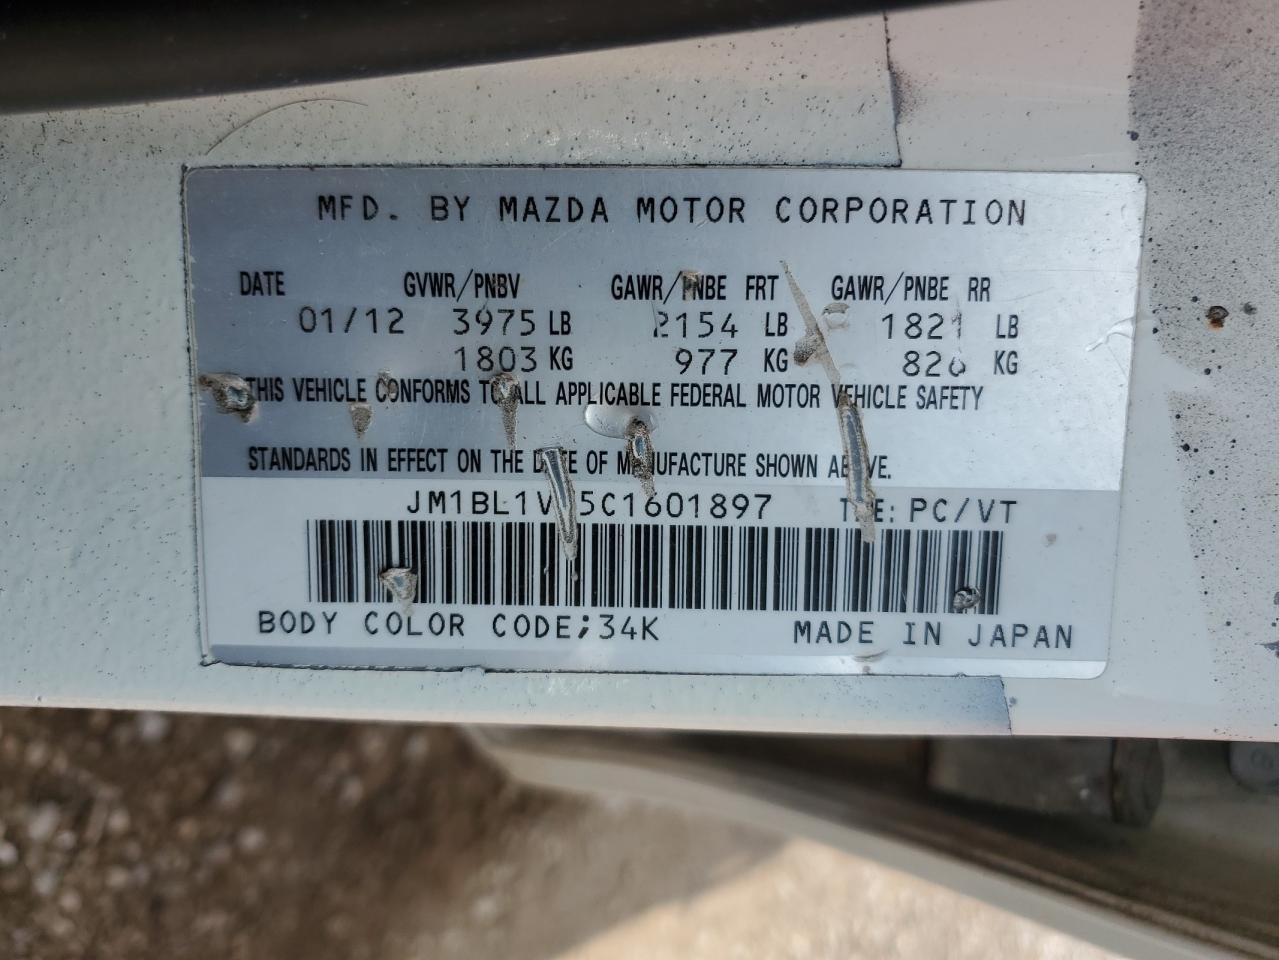 MFD. BY MAZDA MOTOR CORPORATION
DATE GVWR/PNBV GAWR/PNBE FRT GAWR/PNBE RR
01/12 3975 LB 2154 LB 1821 LB
1803 KG 977 KG 826 KG
THIS VEHICLE CONFORMS TO ALL APPLICABLE FEDERAL MOTOR VEHICLE SAFETY
STANDARDS IN EFFECT ON THE DATE OF MANUFACTURE SHOWN ABOVE.
PC/VT
BODY COLOR CODE;34K MADE IN JAPAN